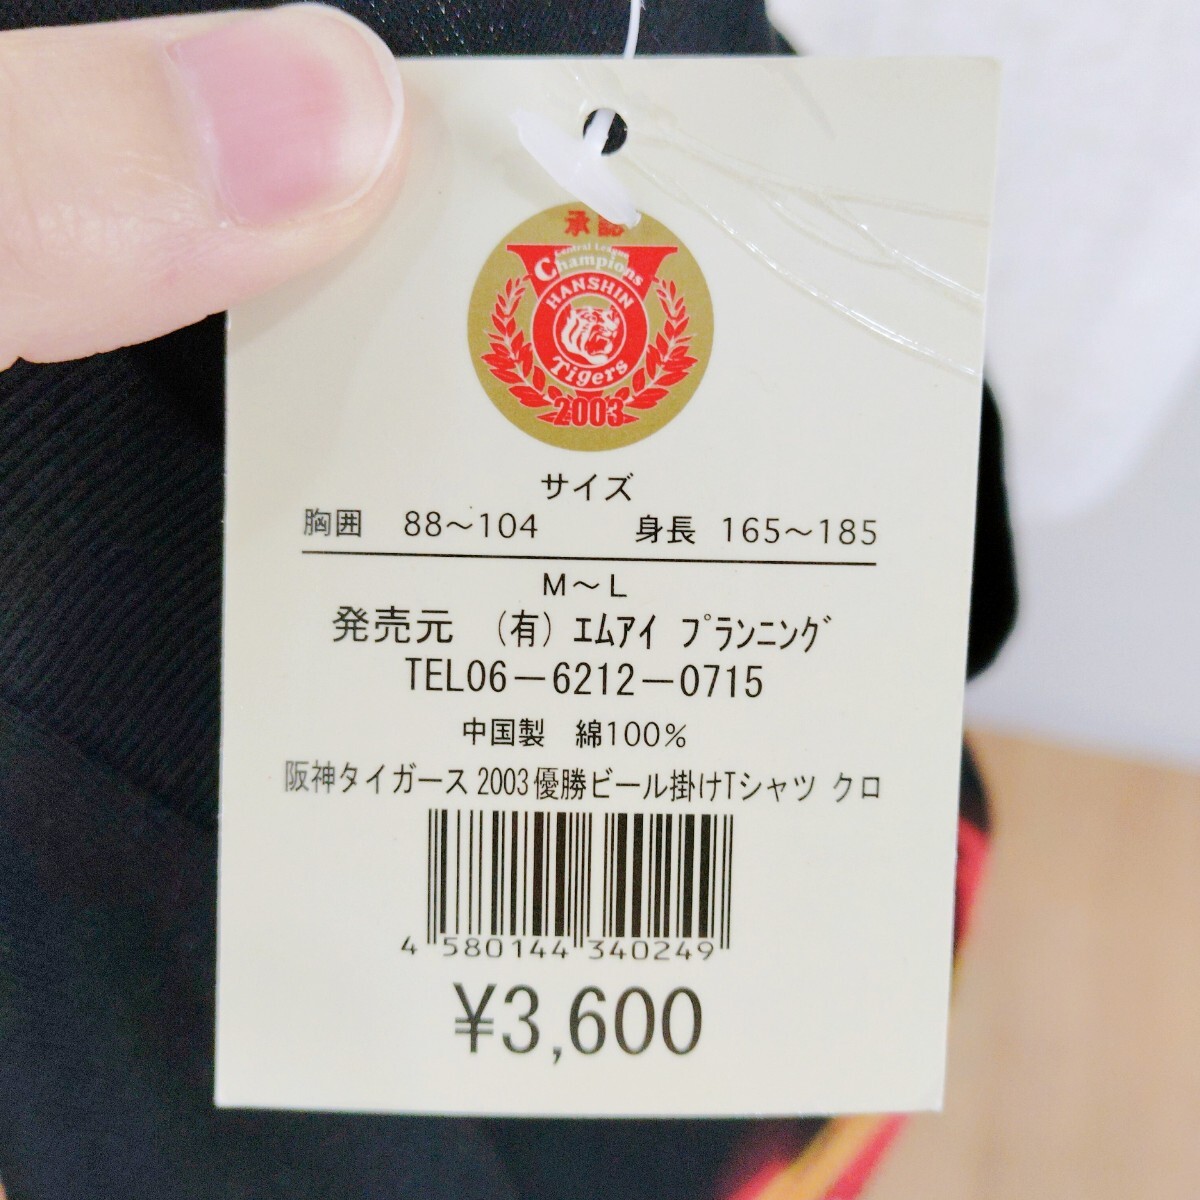 承認
Central League
Champions
HANSHIN
Tigers
2003
サイズ
胸囲 88～104 身長 165～185
M～L
発売元 （有）ｴﾑｱｲ ﾌﾟﾗﾝﾆﾝｸﾞ
TEL06－6212－0715
中国製 綿100%
阪神タイガース 2003優勝ビール掛けTシャツ クロ
4 580144 340249
¥3,600